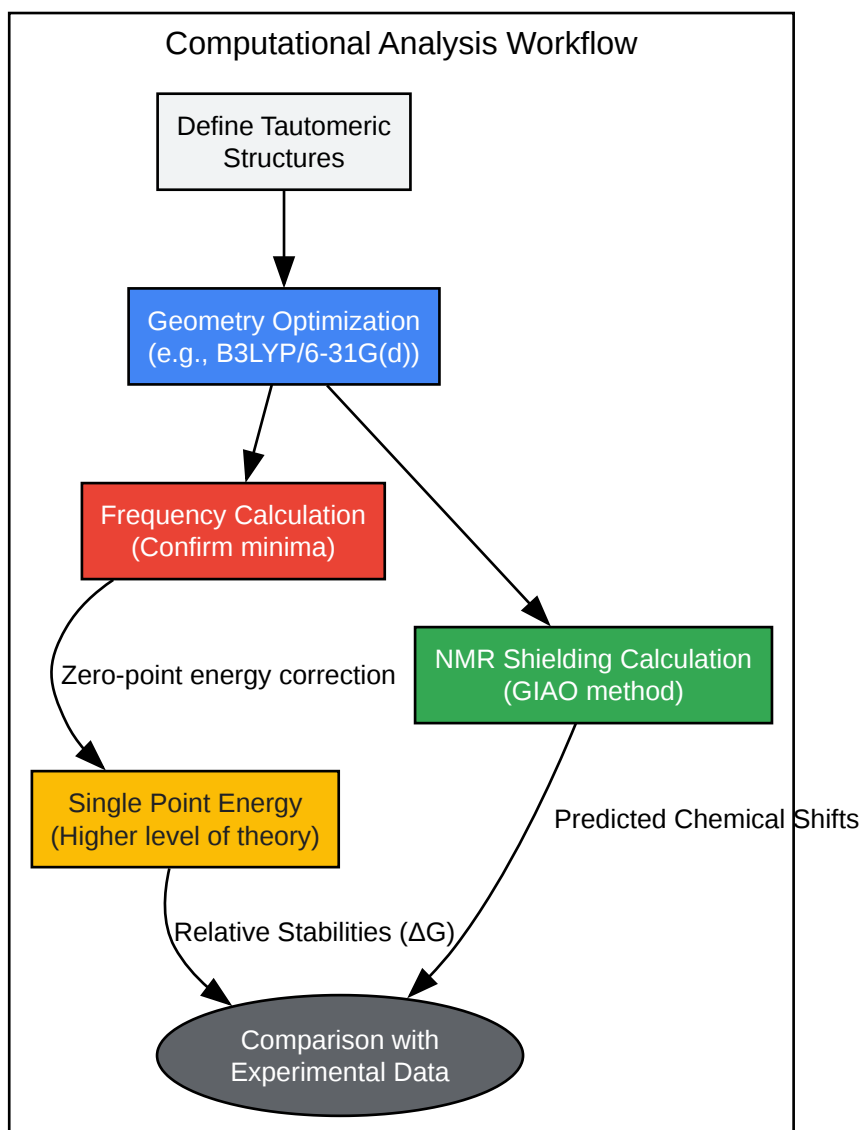 Computational Analysis Workflow
Define Tautomeric
Structures
Geometry Optimization
(e.g., B3LYP/6-31G(d))
Frequency Calculation
(Confirm minima)
NMR Shielding Calculation
(GIAO method)
Zero-point energy correction
Single Point Energy
(Higher level of theory)
Predicted Chemical Shifts
Relative Stabilities (ΔG)
Comparison with
Experimental Data